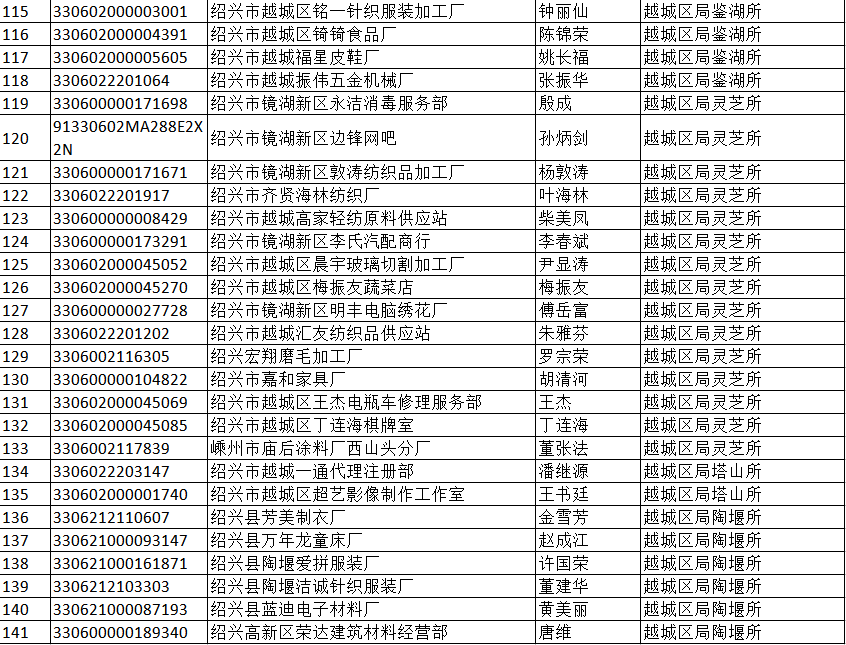 115 330602000003001 绍兴市越城区铭一针织服装加工厂 钟丽仙 越城区局鉴湖所
116 330602000004391 绍兴市越城区锜锜食品厂 陈锦荣 越城区局鉴湖所
117 330602000005605 绍兴市越城福星皮鞋厂 姚长福 越城区局鉴湖所
118 3306022201064 绍兴市越城振伟五金机械厂 张振华 越城区局鉴湖所
119 330600000171698 绍兴市镜湖新区永洁消毒服务部 殷成 越城区局灵芝所
120 91330602MA288E2X2N 绍兴市镜湖新区边锋网吧 孙炳剑 越城区局灵芝所
121 330600000171671 绍兴市镜湖新区敦涛纺织品加工厂 杨敦涛 越城区局灵芝所
122 3306022201917 绍兴市齐贤海林纺织厂 叶海林 越城区局灵芝所
123 330600000008429 绍兴市越城高家轻纺原料供应站 柴美凤 越城区局灵芝所
124 330600000173291 绍兴市镜湖新区李氏汽配商行 李春斌 越城区局灵芝所
125 330602000045052 绍兴市越城区晨宇玻璃切割加工厂 尹显涛 越城区局灵芝所
126 330602000045270 绍兴市越城区梅振友蔬菜店 梅振友 越城区局灵芝所
127 330600000027728 绍兴市镜湖新区明丰电脑绣花厂 傅岳富 越城区局灵芝所
128 3306022201202 绍兴市越城汇友纺织品供应站 朱雅芬 越城区局灵芝所
129 3306002116305 绍兴宏翔磨毛加工厂 罗宗荣 越城区局灵芝所
130 330600000104822 绍兴市嘉和家具厂 胡清河 越城区局灵芝所
131 330602000045069 绍兴市越城区王杰电瓶车修理服务部 王杰 越城区局灵芝所
132 330602000045085 绍兴市越城区丁连海棋牌室 丁连海 越城区局灵芝所
133 3306002117839 嵊州市庙后涂料厂西山头分厂 董张法 越城区局灵芝所
134 3306022203147 绍兴市越城一通代理注册部 潘继源 越城区局塔山所
135 330602000001740 绍兴市越城区超艺影像制作工作室 王书廷 越城区局塔山所
136 3306212110607 绍兴县芳美制衣厂 金雪芳 越城区局陶堰所
137 330621000093147 绍兴县万年龙童床厂 赵成江 越城区局陶堰所
138 330621000161871 绍兴县陶堰爱拼服装厂 许国荣 越城区局陶堰所
139 3306212103303 绍兴县陶堰洁诚针织服装厂 董建华 越城区局陶堰所
140 330621000087193 绍兴县蓝迪电子材料厂 黄美丽 越城区局陶堰所
141 330600000189340 绍兴高新区荣达建筑材料经营部 唐维 越城区局陶堰所